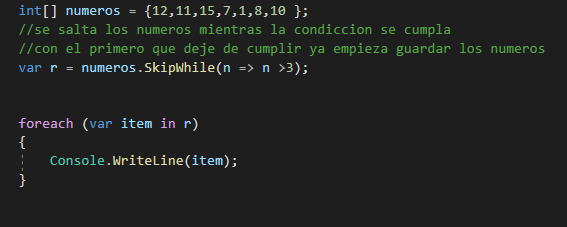 int[] numeros = {12,11,15,7,1,8,10 };
//se salta los numeros mientras la condiccion se cumpla
//con el primero que deje de cumplir ya empieza guardar los numeros
var r = numeros.SkipWhile(n => n >3);
foreach (var item in r)
{
Console.WriteLine(item);
}